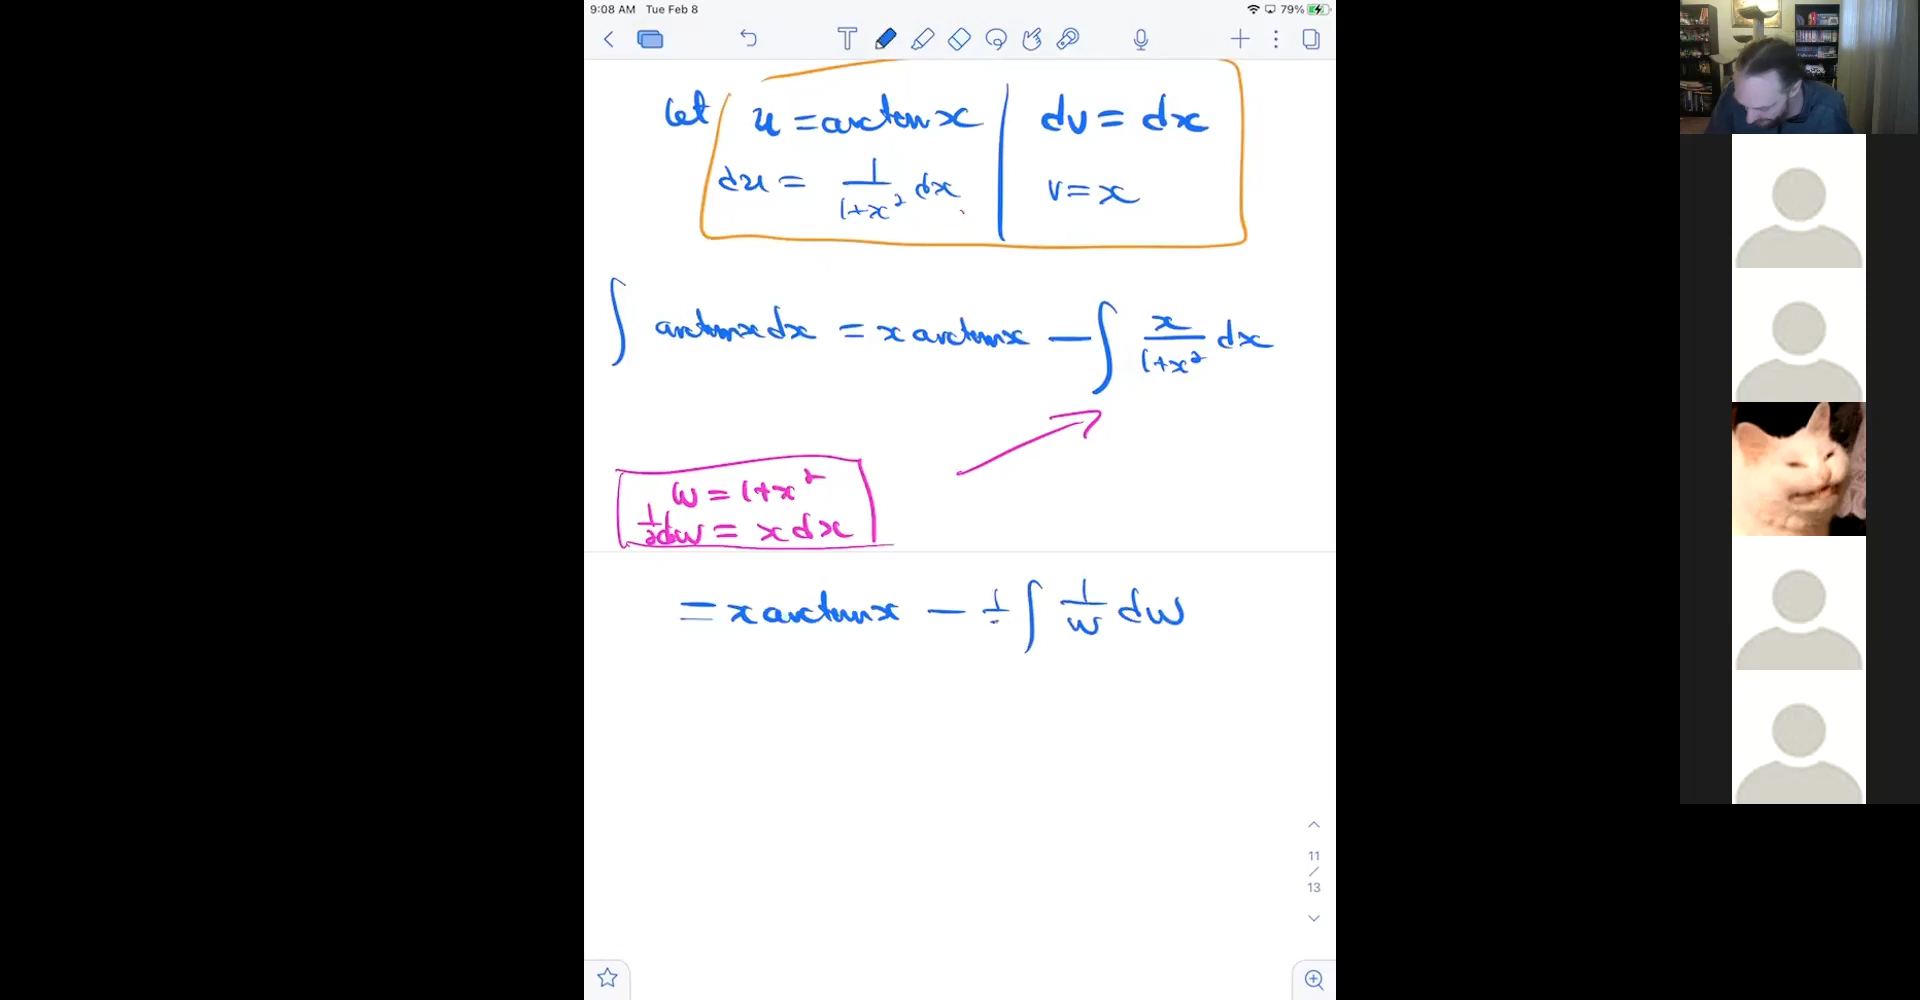 9:08 AM Tue Feb 8 79%
Let u = arctan x | dv = dx
du = 1/(1+x²) dx | v = x
∫ arctan x dx = x arctan x − ∫ x/(1+x²) dx
w = 1+x²
1/2 dw = x dx
= x arctan x − 1/ ∫ 1/w dw
11
/
13